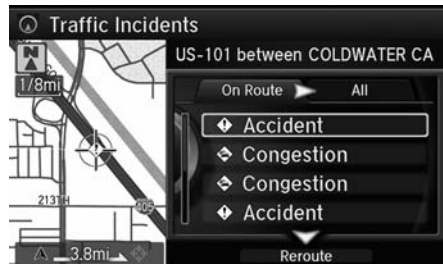 Traffic Incidents
N
US-101 between COLDWATER CA
1/8mi
On Route
All
Accident
Congestion
Congestion
Accident
213TH
405
3.8mi
Reroute